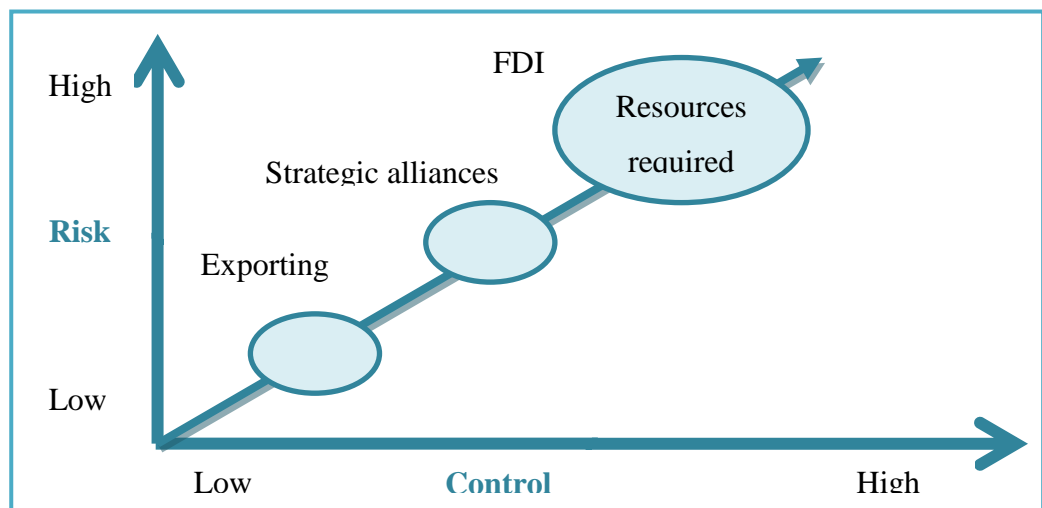 FDI
High
Resources
required
Strategic alliances
Risk
Exporting
Low
Low
Control
High